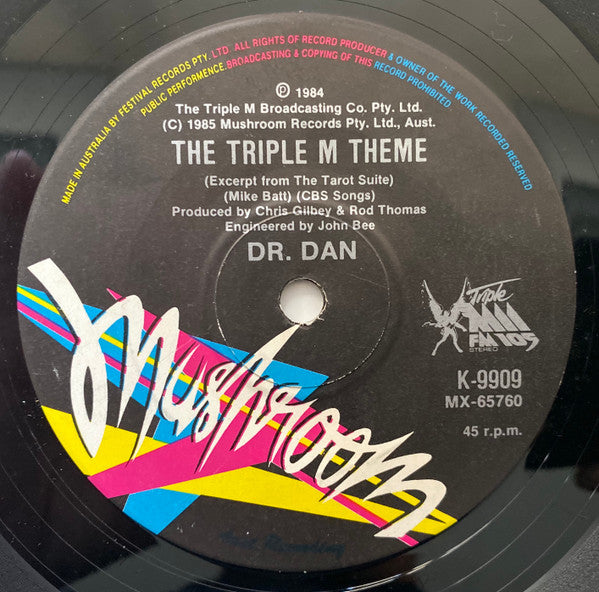 MADE IN AUSTRALIA BY FESTIVAL RECORDS PTY. LTD. ALL RIGHTS OF RECORD PRODUCER & OWNER OF THE WORK RECORDED RESERVED
PUBLIC PERFORMENCE, BROADCASTING & COPYING OF THIS RECORD PROHIBITED.
Ⓟ 1984
The Triple M Broadcasting Co. Pty. Ltd.
(C) 1985 Mushroom Records Pty. Ltd., Aust.
THE TRIPLE M THEME
(Excerpt from The Tarot Suite)
(Mike Batt) (CBS Songs)
Produced by Chris Gilbey & Rod Thomas
Engineered by John Bee
DR. DAN
Triple
MMM
FM 105
STEREO
K-9909
MX-65760
45 r.p.m.
Mushroom